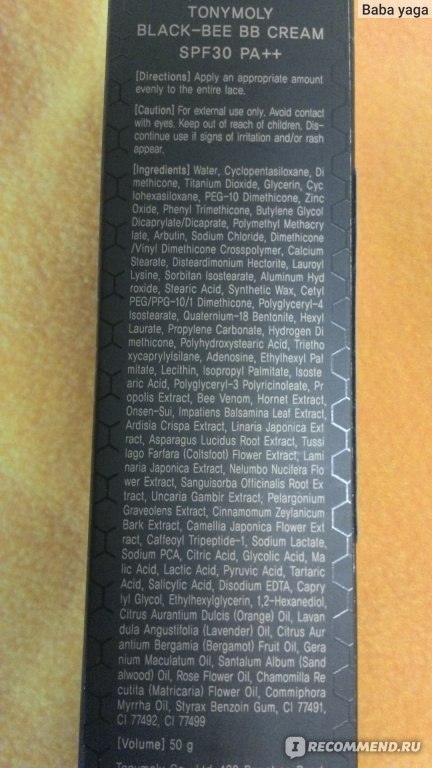 Baba yaga
TONYMOLY
BLACK-BEE BB CREAM
SPF30 PA++
[Directions] Apply an appropriate amount
evenly to the entire face.
[Caution] For external use only. Avoid contact
with eyes. Keep out of reach of children. Dis-
continue use if signs of irritation and/or rash
appear.
[Ingredients] Water, Cyclopentasiloxane, Di
methicone, Titanium Dioxide, Glycerin, Cyc
lohexasiloxane, PEG-10 Dimethicone, Zinc
Oxide, Phenyl Trimethicone, Butylene Glycol
Dicaprylate/Dicaprate, Polymethyl Methacry
late, Arbutin, Sodium Chloride, Dimethicone
/Vinyl Dimethicone Crosspolymer, Calcium
Stearate, Disteardimonium Hectorite, Lauroyl
Lysine, Sorbitan Isostearate, Aluminum Hyd
roxide, Stearic Acid, Synthetic Wax, Cetyl
PEG/PPG-10/1 Dimethicone, Polyglyceryl-4
Isostearate, Quaternium-18 Bentonite, Hexyl
Laurate, Propylene Carbonate, Hydrogen Di
methicone, Polyhydroxystearic Acid, Trietho
xycaprylylsilane, Adenosine, Ethylhexyl Pal
mitate, Lecithin, Isopropyl Palmitate, Isoste
aric Acid, Polyglyceryl-3 Polyricinoleate, Pr
opolis Extract, Bee Venom, Hornet Extract,
Onsen-Sui, Impatiens Balsamina Leaf Extract,
Ardisia Crispa Extract, Linaria Japonica Ext
ract, Asparagus Lucidus Root Extract, Tussi
lago Farfara (Coltsfoot) Flower Extract, Lami
naria Japonica Extract, Nelumbo Nucifera Flo
wer Extract, Sanguisorba Officinalis Root Ex
tract, Uncaria Gambir Extract, Pelargonium
Graveolens Extract, Cinnamomum Zeylanicum
Bark Extract, Camellia Japonica Flower Ext
ract, Caffeoyl Tripeptide-1, Sodium Lactate,
Sodium PCA, Citric Acid, Glycolic Acid, Ma
lic Acid, Lactic Acid, Pyruvic Acid, Tartaric
Acid, Salicylic Acid, Disodium EDTA, Capry
lyl Glycol, Ethylhexylglycerin, 1,2-Hexanediol,
Citrus Aurantium Dulcis (Orange) Oil, Lavan
dula Angustifolia (Lavender) Oil, Citrus Aur
antium Bergamia (Bergamot) Fruit Oil, Gera
nium Maculatum Oil, Santalum Album (Sand
alwood) Oil, Rose Flower Oil, Chamomilla Re
cutita (Matricaria) Flower Oil, Commiphora
Myrrha Oil, Styrax Benzoin Gum, CI 77491,
CI 77492, CI 77499
[Volume] 50 g
I RECOMMEND.RU